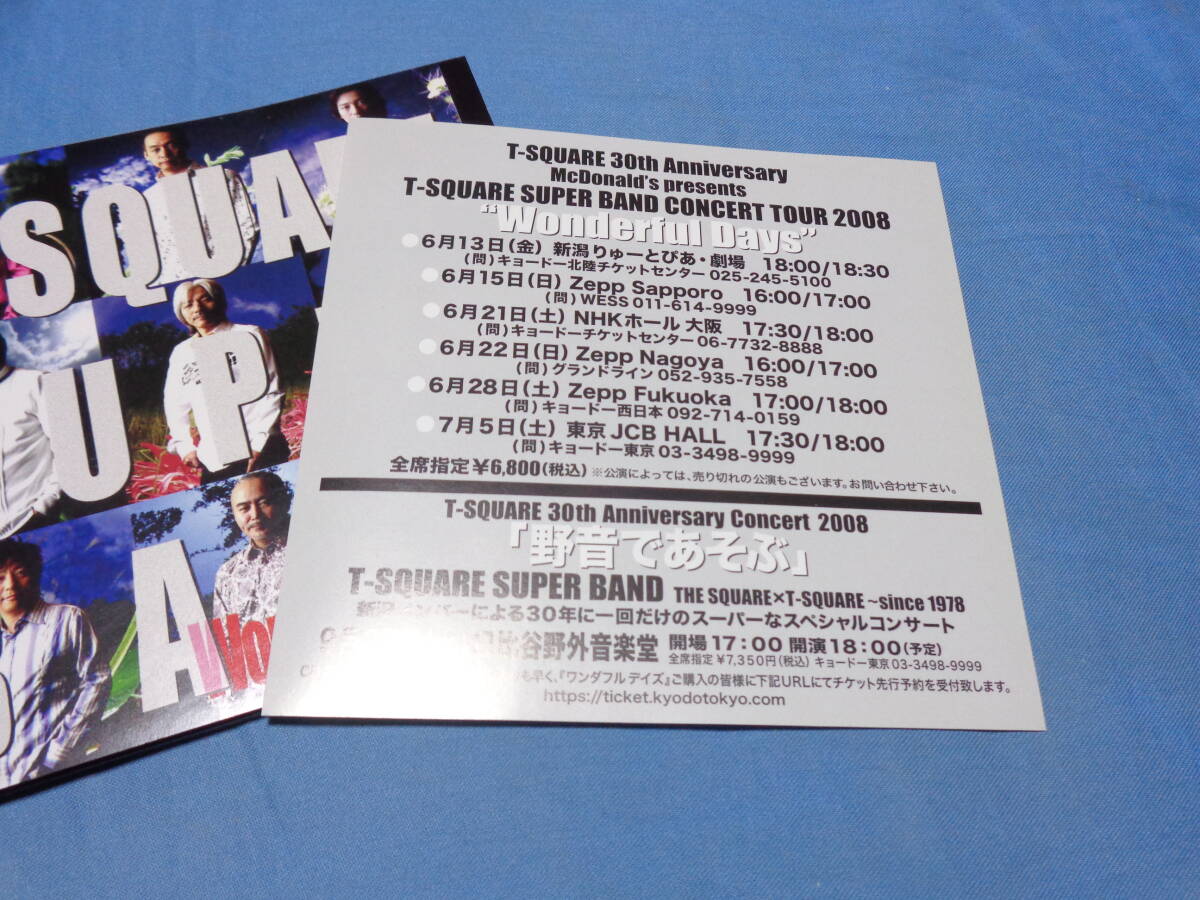 SQUA
UP
A
T-SQUARE 30th Anniversary
McDonald's presents
T-SQUARE SUPER BAND CONCERT TOUR 2008
"Wonderful Days"
●6月13日(金) 新潟りゅーとぴあ・劇場 18:00/18:30
(問)キョードー北陸チケットセンター 025-245-5100
●6月15日(日) Zepp Sapporo 16:00/17:00
(問)WESS 011-614-9999
●6月21日(土) NHKホール 大阪 17:30/18:00
(問)キョードーチケットセンター 06-7732-8888
●6月22日(日) Zepp Nagoya 16:00/17:00
(問)グランドライン 052-935-7558
●6月28日(土) Zepp Fukuoka 17:00/18:00
(問)キョードー西日本 092-714-0159
●7月5日(土) 東京 JCB HALL 17:30/18:00
(問)キョードー東京 03-3498-9999
全席指定￥6,800(税込) ※公演によっては、売り切れの公演もございます。お問い合わせ下さい。
T-SQUARE 30th Anniversary Concert 2008
「野音であそぶ」
T-SQUARE SUPER BAND THE SQUARE×T-SQUARE ~since 1978
による30年に一回だけのスーパーなスペシャルコンサート
谷野外音楽堂 開場17:00 開演18:00(予定)
全席指定￥7,350円(税込) キョードー東京03-3498-9999
も早く、『ワンダフル デイズ』ご購入の皆様に下記URLにてチケット先行予約を受付致します。
https://ticket.kyodotokyo.com